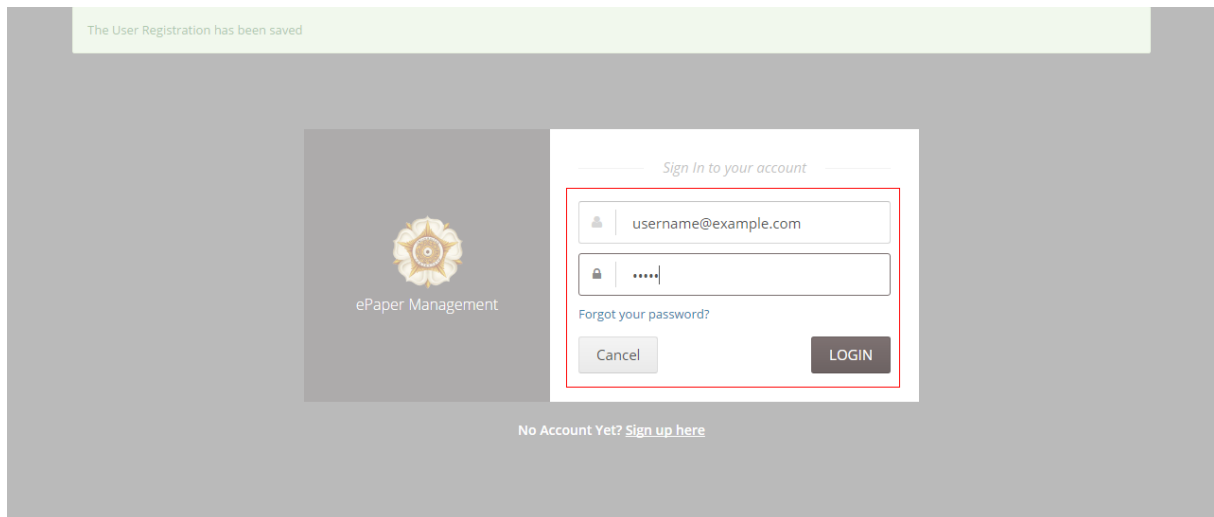 The User Registration has been saved
Sign In to your account
username@example.com
•••••
ePaper Management
Forgot your password?
Cancel
LOGIN
No Account Yet? Sign up here